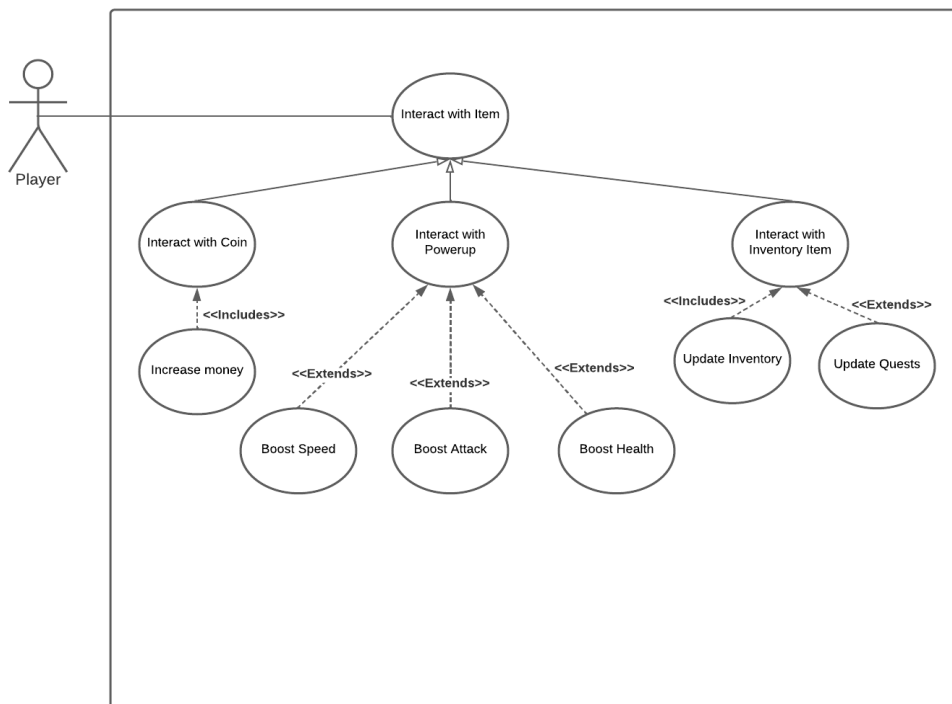 Interact with Item
Player
Interact with Coin
Interact with
Powerup
Interact with
Inventory Item
<<Includes>>
<<Includes>>
<<Extends>>
Increase money
Update Inventory
Update Quests
<<Extends>>
<<Extends>>
<<Extends>>
Boost Speed
Boost Attack
Boost Health